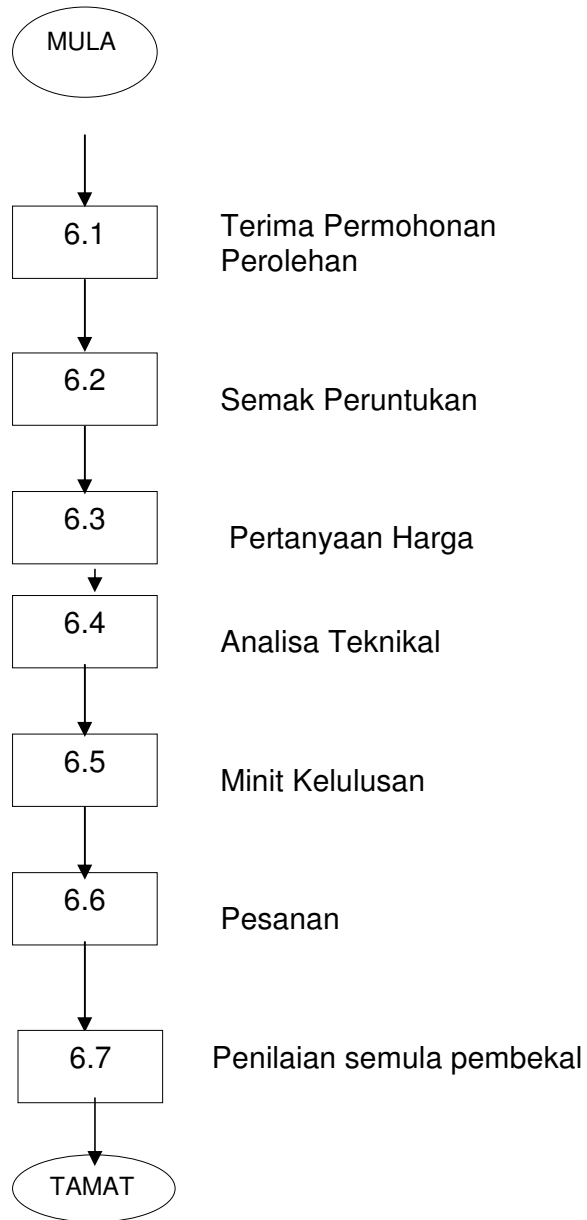 MULA
6.1
Terima Permohonan
Perolehan
6.2
Semak Peruntukan
6.3
Pertanyaan Harga
6.4
Analisa Teknikal
6.5
Minit Kelulusan
6.6
Pesanan
6.7
Penilaian semula pembekal
TAMAT